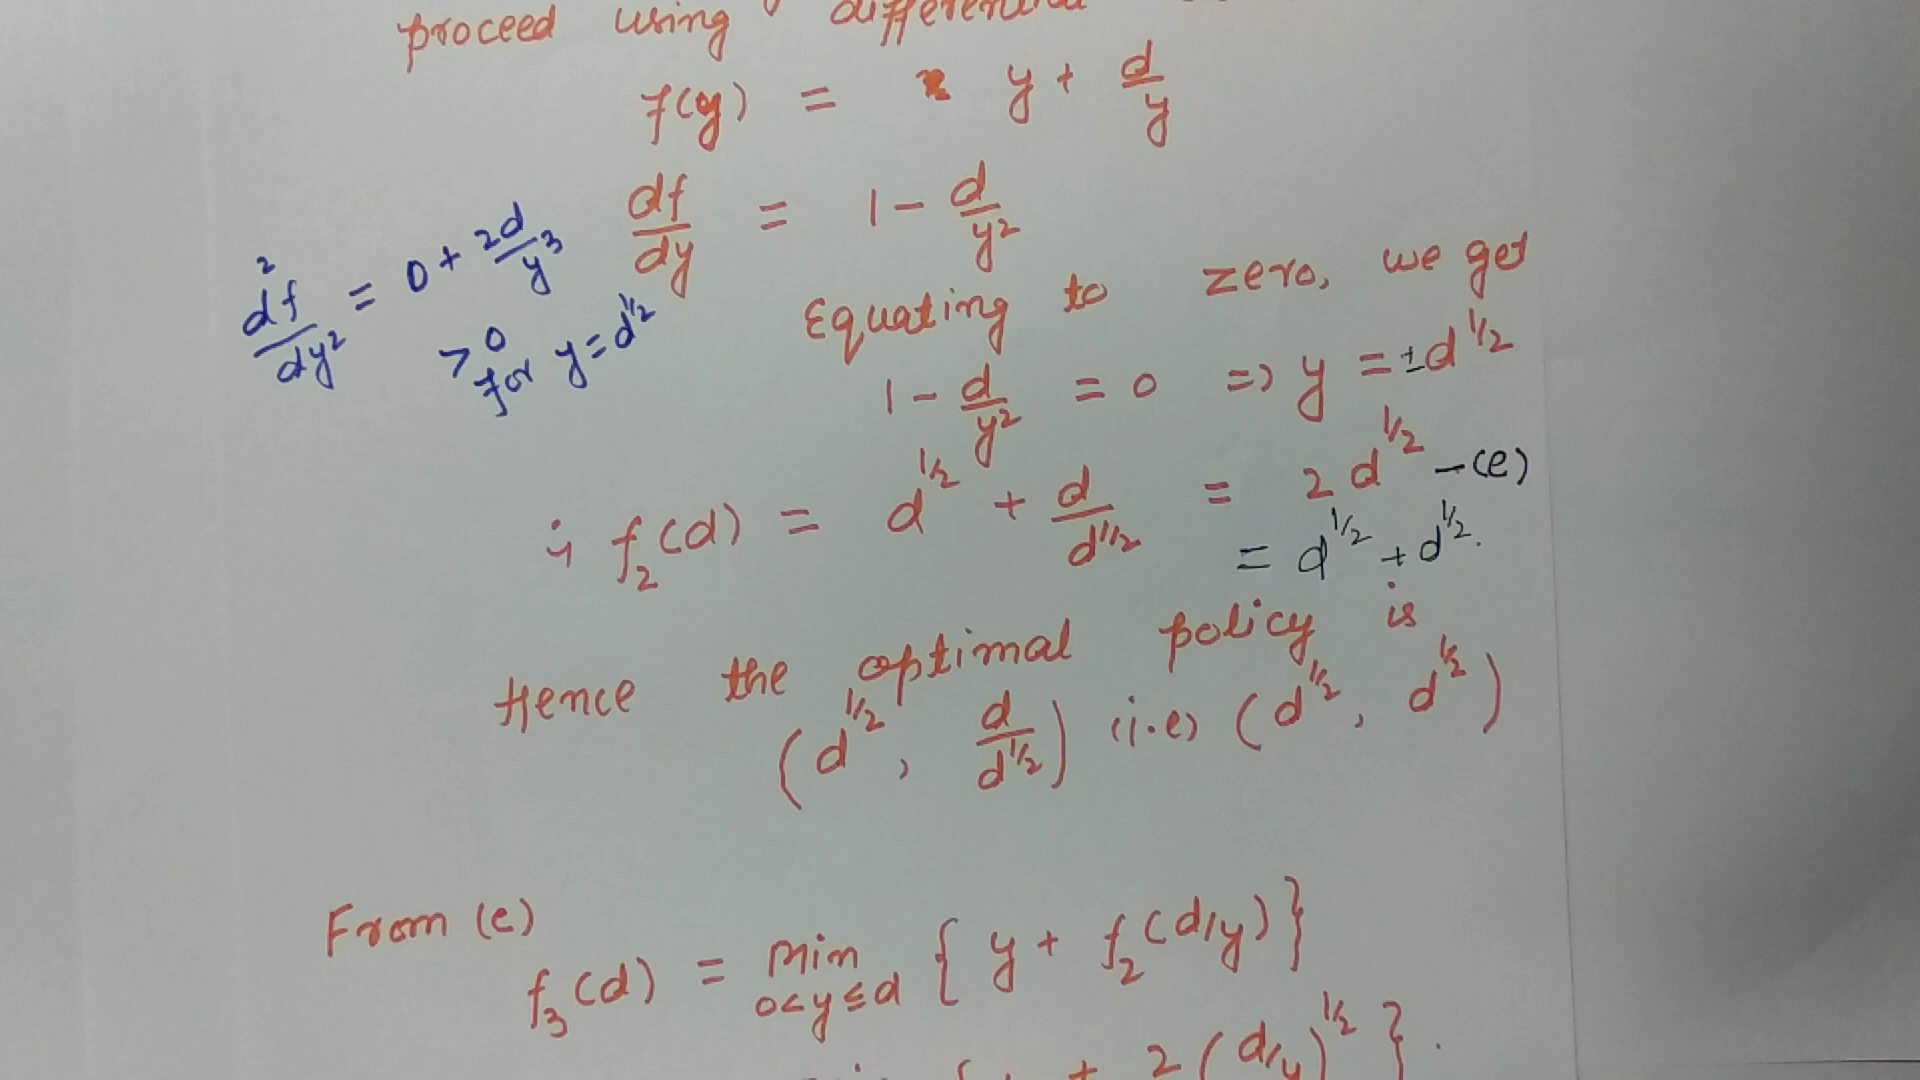 proceed using differential
f(y) = y + d/y
df/dy = 1 - d/y²
d²f/dy² = 0 + 2d/y³
> 0
for y = d^1/2
Equating to zero, we get
1 - d/y² = 0 => y = ± d^1/2
∴ f₂(d) = d^1/2 + d/d^1/2 = 2 d^1/2 - (e)
= d^1/2 + d^1/2.
Hence the optimal policy is
(d^1/2, d/d^1/2) (i.e) (d^1/2, d^1/2)
From (e)
f₃(d) = Min 0<y≤d { y + f₂(d/y) }
+ 2 (d/y)^1/2 }.